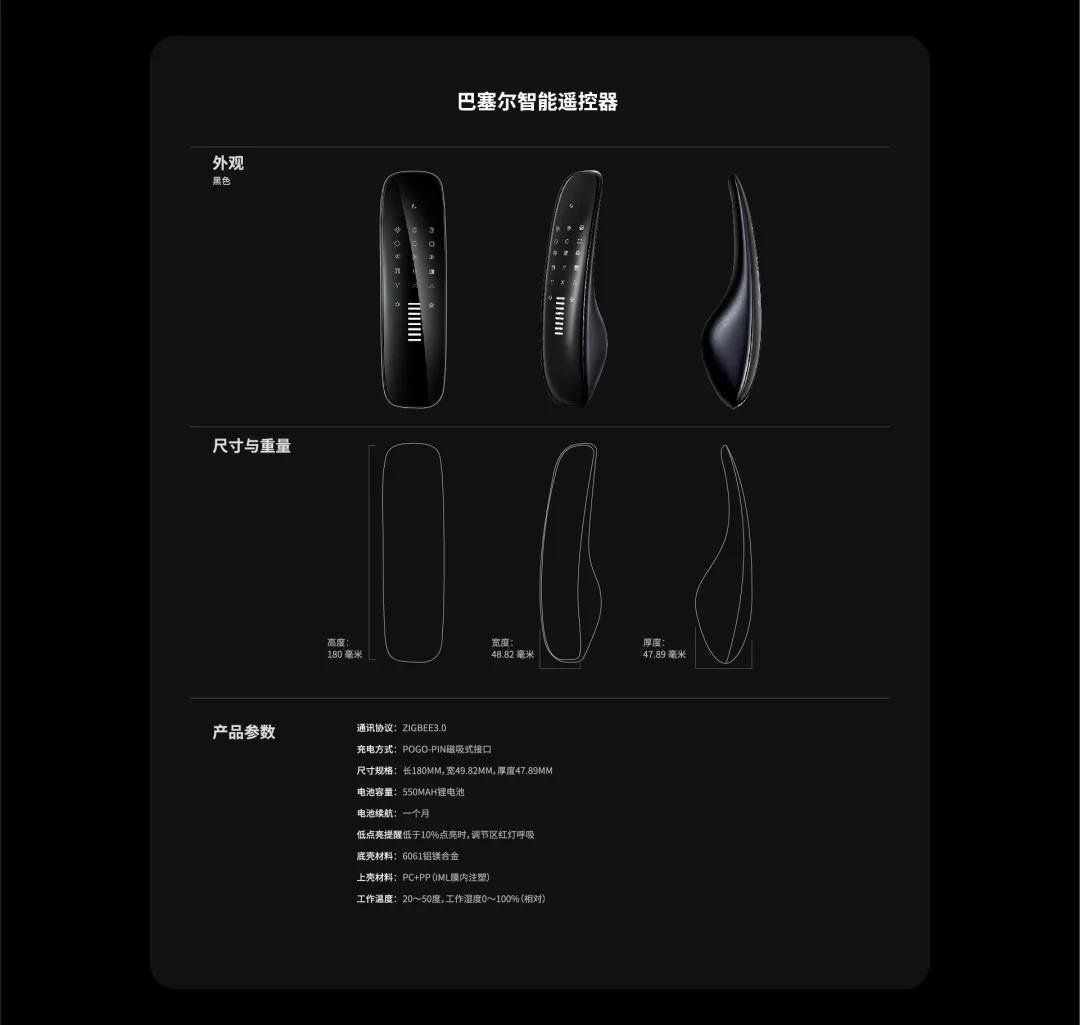 巴塞尔智能遥控器
外观
黑色
尺寸与重量
高度：
180 毫米
宽度：
48.82 毫米
厚度：
47.89 毫米
产品参数
通讯协议：ZIGBEE3.0
充电方式：POGO-PIN磁吸式接口
尺寸规格：长180MM，宽49.82MM，厚度47.89MM
电池容量：550MAH锂电池
电池续航：一个月
低点亮提醒低于10%点亮时，调节区红灯呼吸
底壳材料：6061铝镁合金
上壳材料：PC+PP（IML膜内注塑）
工作温度：20～50度，工作湿度0～100%（相对）